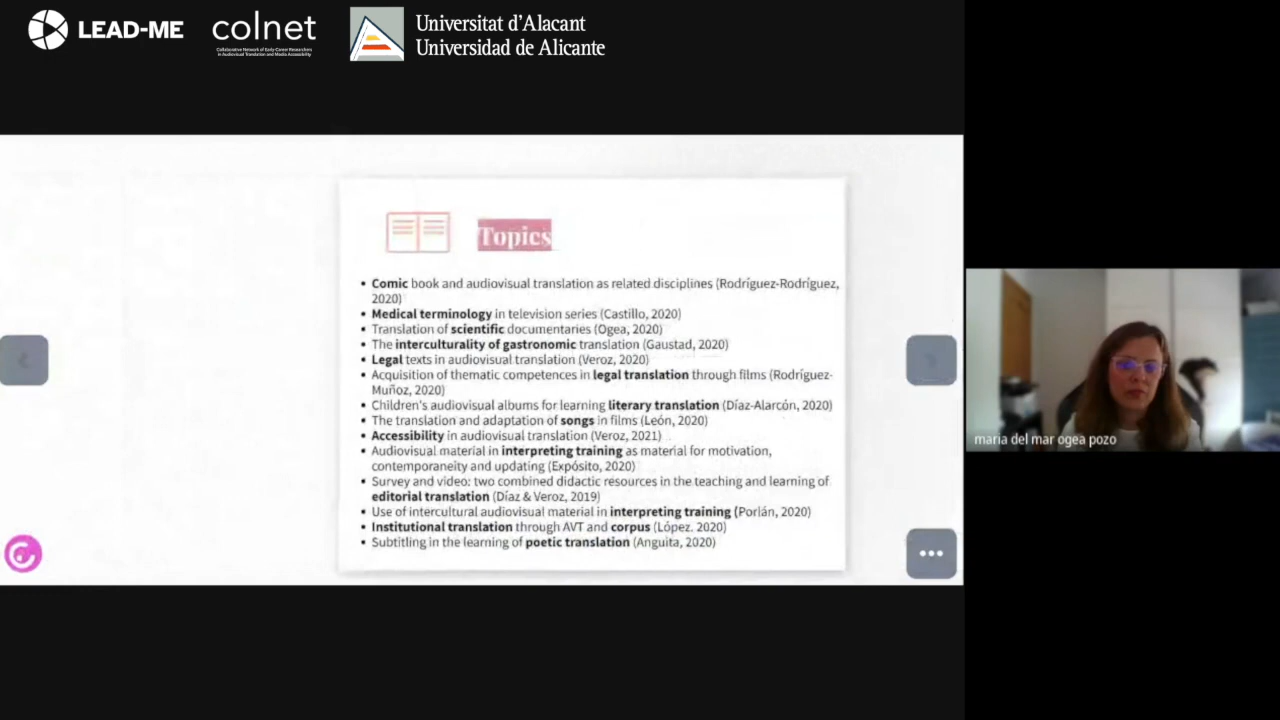 LEAD-ME
colnet
Collaborative Network of Early-Career Researchers
in Audiovisual Translation and Media Accessibility
Universitat d'Alacant
Universidad de Alicante
Topics
• Comic book and audiovisual translation as related disciplines (Rodríguez-Rodríguez,
2020)
• Medical terminology in television series (Castillo, 2020)
• Translation of scientific documentaries (Ogea, 2020)
• The interculturality of gastronomic translation (Gaustad, 2020)
• Legal texts in audiovisual translation (Veroz, 2020)
• Acquisition of thematic competences in legal translation through films (Rodríguez-
Muñoz, 2020)
• Children's audiovisual albums for learning literary translation (Díaz-Alarcón, 2020)
• The translation and adaptation of songs in films (León, 2020)
• Accessibility in audiovisual translation (Veroz, 2021)
• Audiovisual material in interpreting training as material for motivation,
contemporaneity and updating (Expósito, 2020)
• Survey and video: two combined didactic resources in the teaching and learning of
editorial translation (Díaz & Veroz, 2019)
• Use of intercultural audiovisual material in interpreting training (Porlán, 2020)
• Institutional translation through AVT and corpus (López. 2020)
• Subtitling in the learning of poetic translation (Anguita, 2020)
maria del mar ogea pozo